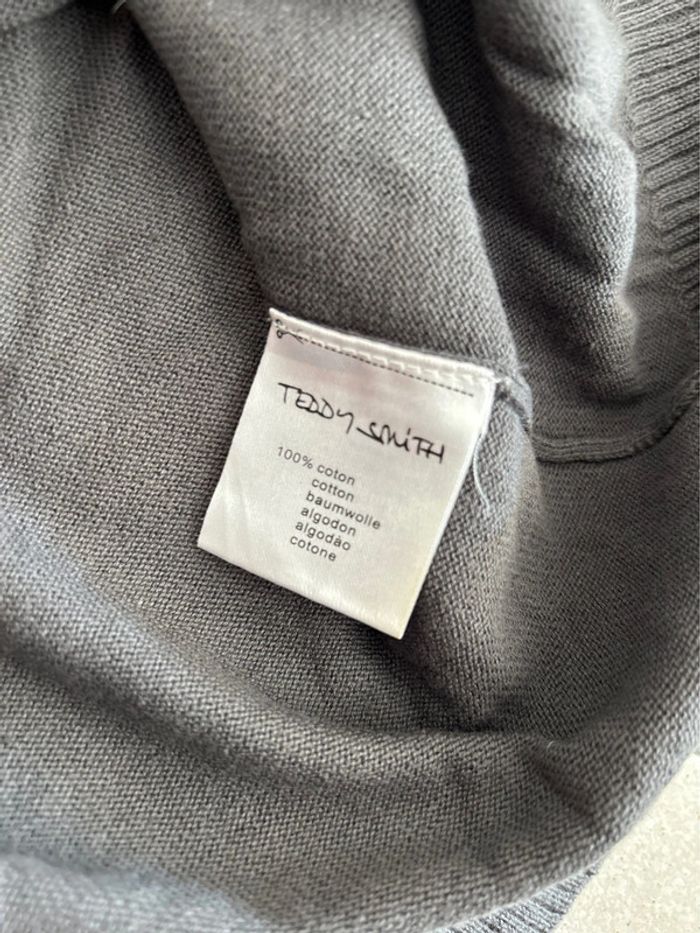 TEDDY SMITH
100% coton
cotton
baumwolle
algodon
algodão
cotone